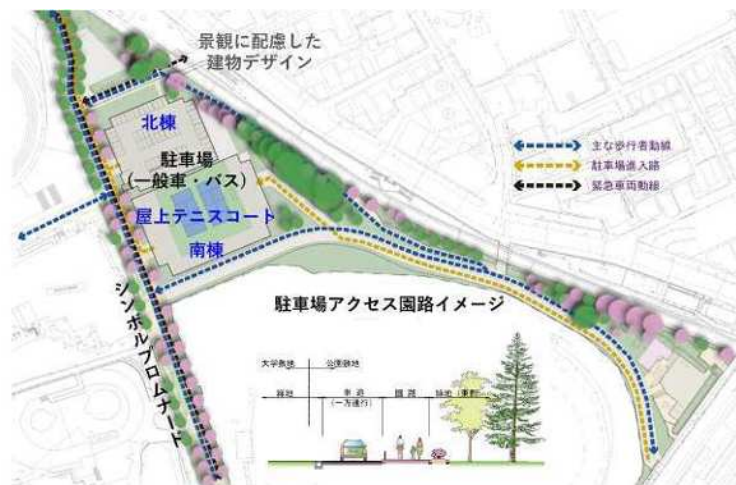 景観に配慮した
建物デザイン
北棟
駐車場
(一般車・バス)
屋上テニスコート
南棟
主な歩行者動線
駐車場進入路
緊急車両動線
シンボルプロムナード
駐車場アクセス園路イメージ
大学敷地
公園敷地
緑地
車道
(一方通行)
園路